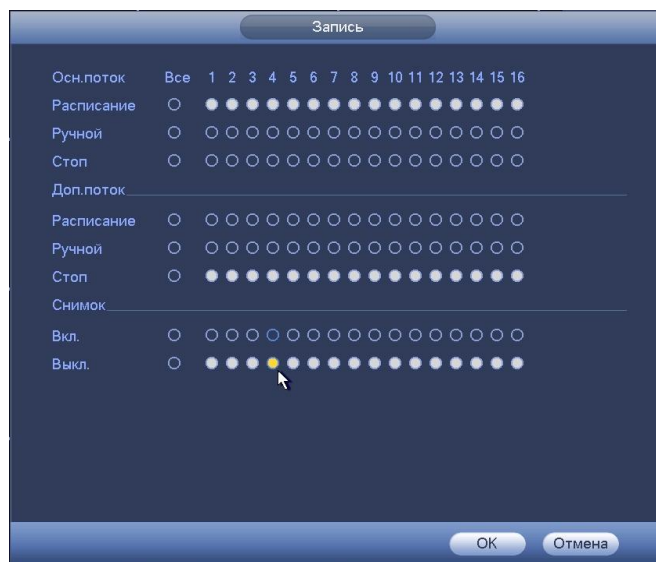 Запись
Осн.поток Все 1 2 3 4 5 6 7 8 9 10 11 12 13 14 15 16
Расписание
Ручной
Стоп
Доп.поток
Расписание
Ручной
Стоп
Снимок
Вкл.
Выкл.
OK Отмена